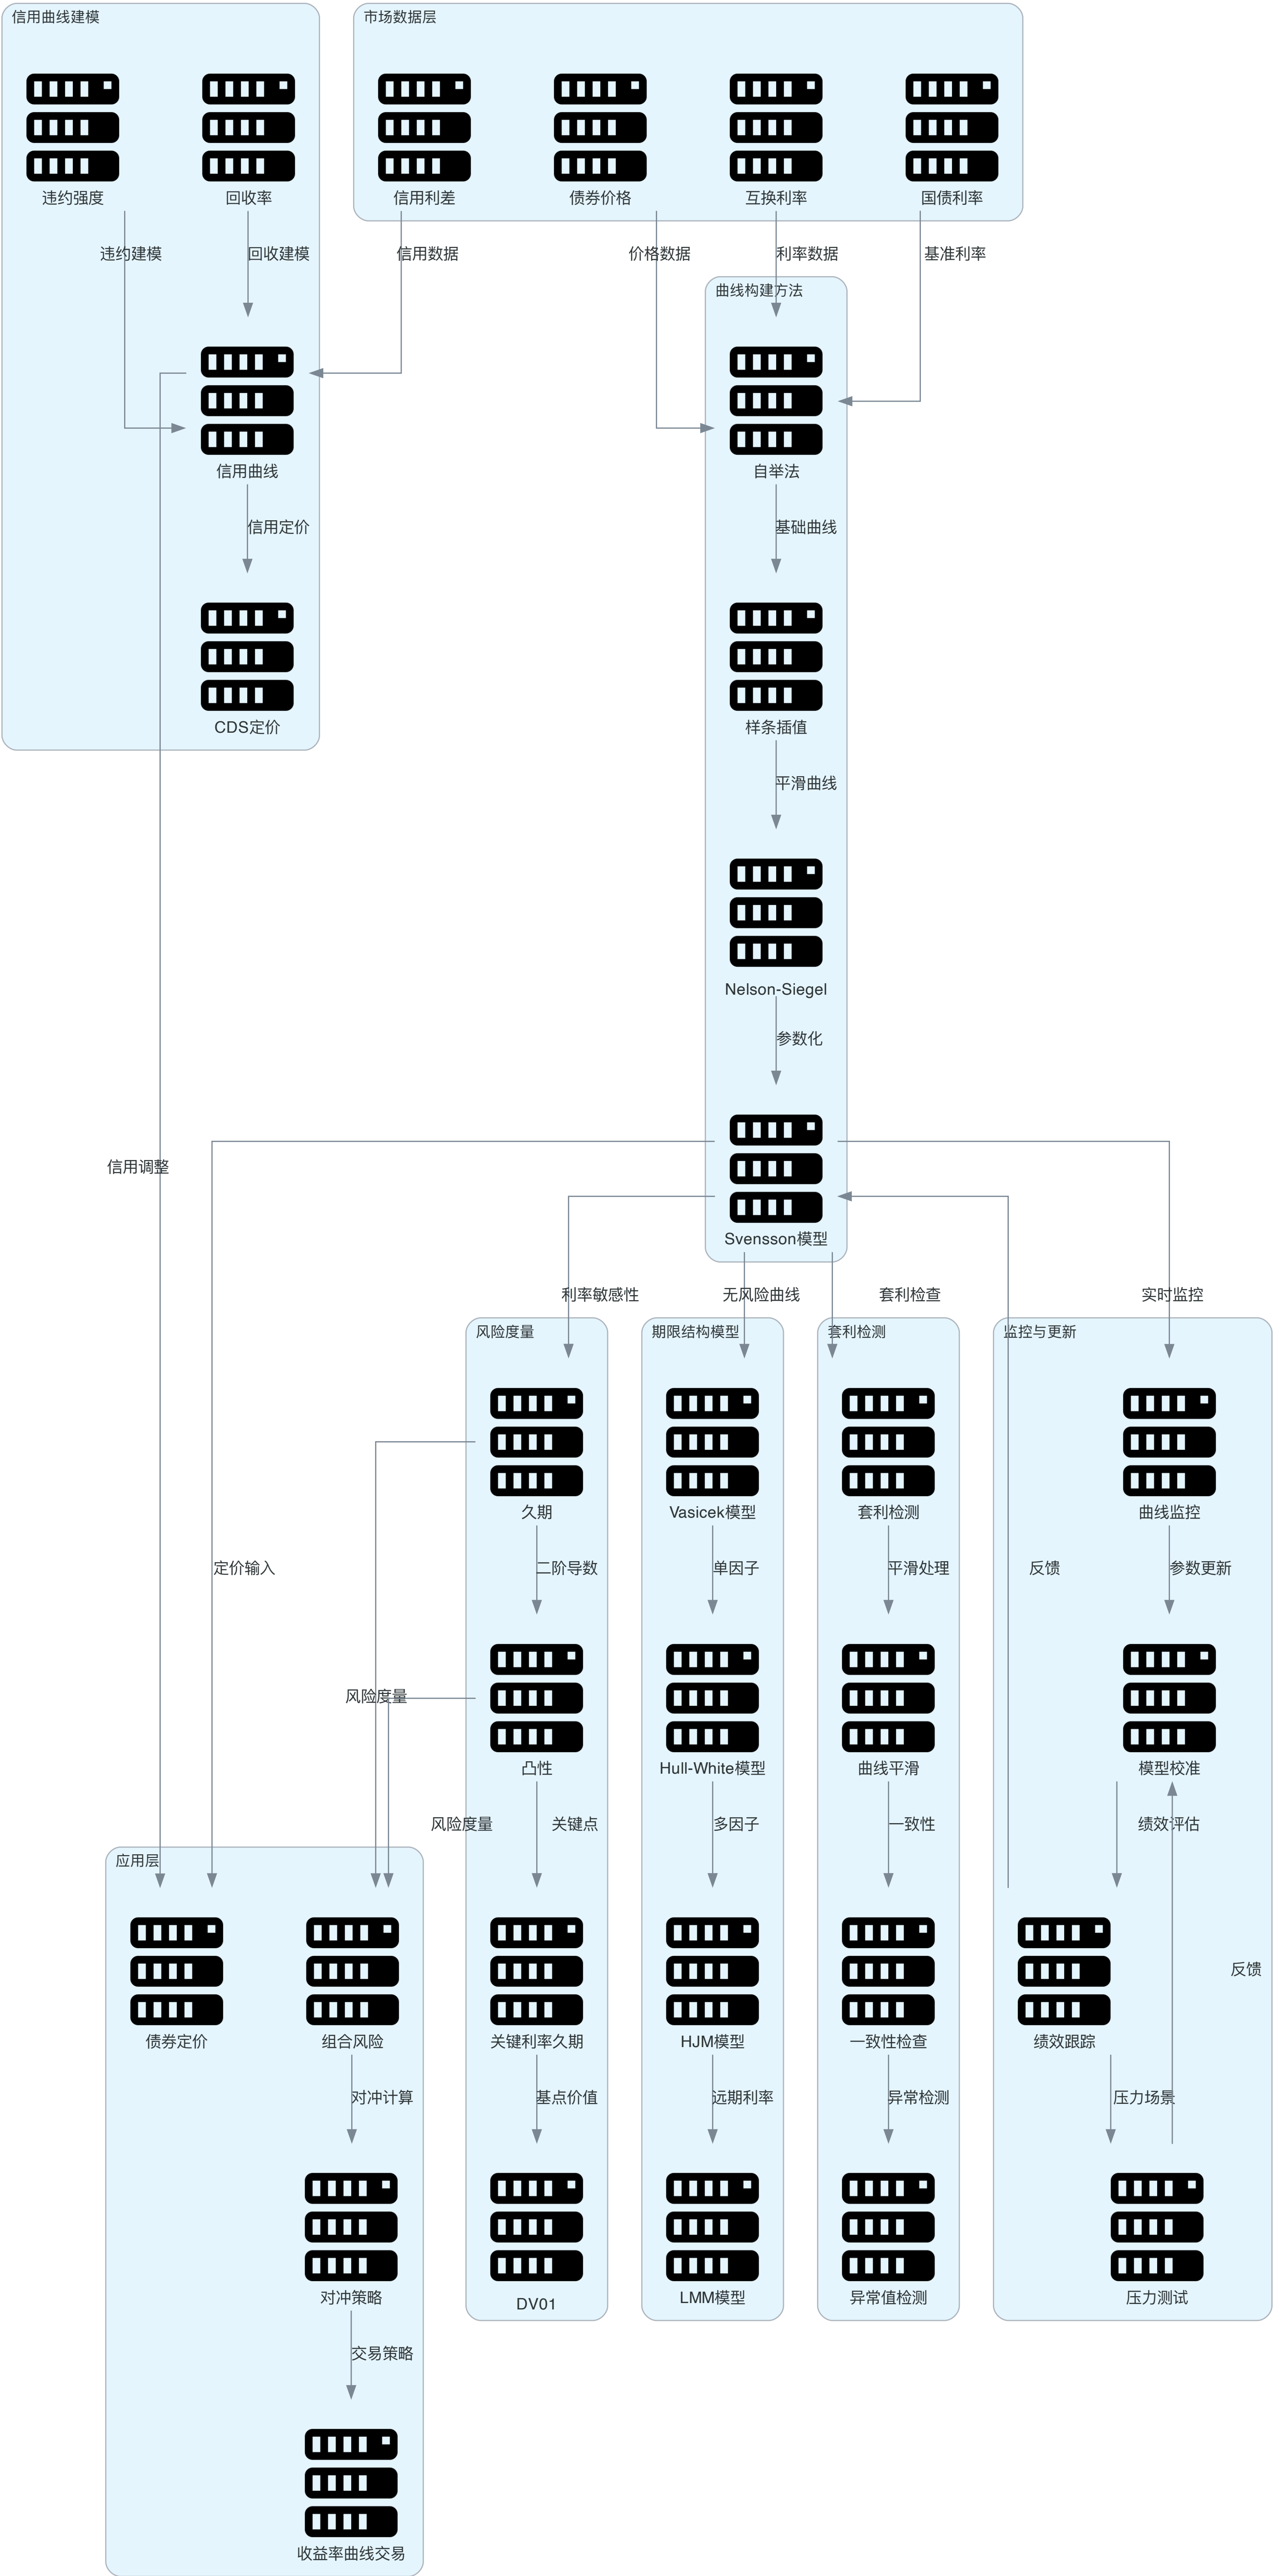 信用曲线建模
市场数据层
违约强度
回收率
信用利差
债券价格
互换利率
国债利率
违约建模
回收建模
信用数据
价格数据
利率数据
基准利率
曲线构建方法
信用曲线
自举法
信用定价
基础曲线
CDS定价
样条插值
平滑曲线
Nelson-Siegel
参数化
信用调整
Svensson模型
利率敏感性
无风险曲线
套利检查
实时监控
风险度量
期限结构模型
套利检测
监控与更新
久期
Vasicek模型
套利检测
曲线监控
定价输入
二阶导数
单因子
平滑处理
反馈
参数更新
风险度量
凸性
Hull-White模型
曲线平滑
模型校准
风险度量
关键点
多因子
一致性
绩效评估
应用层
反馈
债券定价
组合风险
关键利率久期
HJM模型
一致性检查
绩效跟踪
对冲计算
基点价值
远期利率
异常检测
压力场景
对冲策略
DV01
LMM模型
异常值检测
压力测试
交易策略
收益率曲线交易